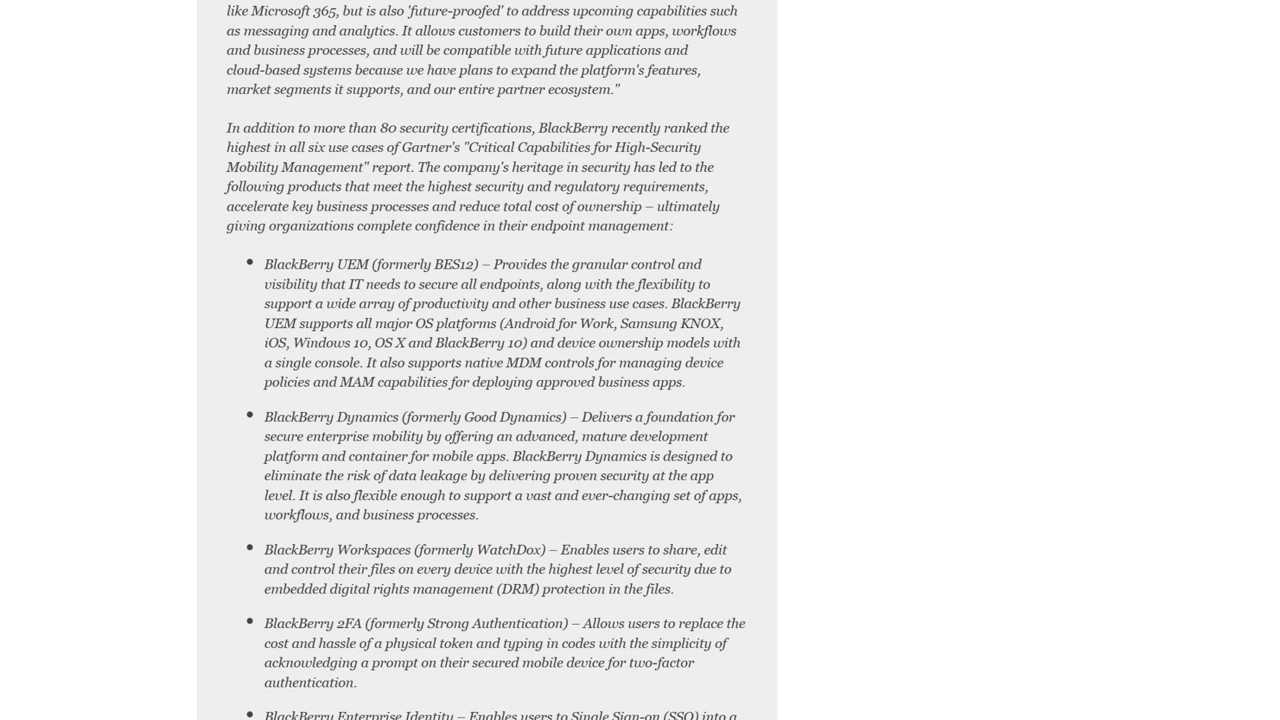 like Microsoft 365, but is also 'future-proofed' to address upcoming capabilities such
as messaging and analytics. It allows customers to build their own apps, workflows
and business processes, and will be compatible with future applications and
cloud-based systems because we have plans to expand the platform's features,
market segments it supports, and our entire partner ecosystem."
In addition to more than 80 security certifications, BlackBerry recently ranked the
highest in all six use cases of Gartner's "Critical Capabilities for High-Security
Mobility Management" report. The company's heritage in security has led to the
following products that meet the highest security and regulatory requirements,
accelerate key business processes and reduce total cost of ownership – ultimately
giving organizations complete confidence in their endpoint management:
• BlackBerry UEM (formerly BES12) – Provides the granular control and
visibility that IT needs to secure all endpoints, along with the flexibility to
support a wide array of productivity and other business use cases. BlackBerry
UEM supports all major OS platforms (Android for Work, Samsung KNOX,
iOS, Windows 10, OS X and BlackBerry 10) and device ownership models with
a single console. It also supports native MDM controls for managing device
policies and MAM capabilities for deploying approved business apps.
• BlackBerry Dynamics (formerly Good Dynamics) – Delivers a foundation for
secure enterprise mobility by offering an advanced, mature development
platform and container for mobile apps. BlackBerry Dynamics is designed to
eliminate the risk of data leakage by delivering proven security at the app
level. It is also flexible enough to support a vast and ever-changing set of apps,
workflows, and business processes.
• BlackBerry Workspaces (formerly WatchDox) – Enables users to share, edit
and control their files on every device with the highest level of security due to
embedded digital rights management (DRM) protection in the files.
• BlackBerry 2FA (formerly Strong Authentication) – Allows users to replace the
cost and hassle of a physical token and typing in codes with the simplicity of
acknowledging a prompt on their secured mobile device for two-factor
authentication.
• BlackBerry Enterprise Identity – Enables users to Single Sign-on (SSO) into a